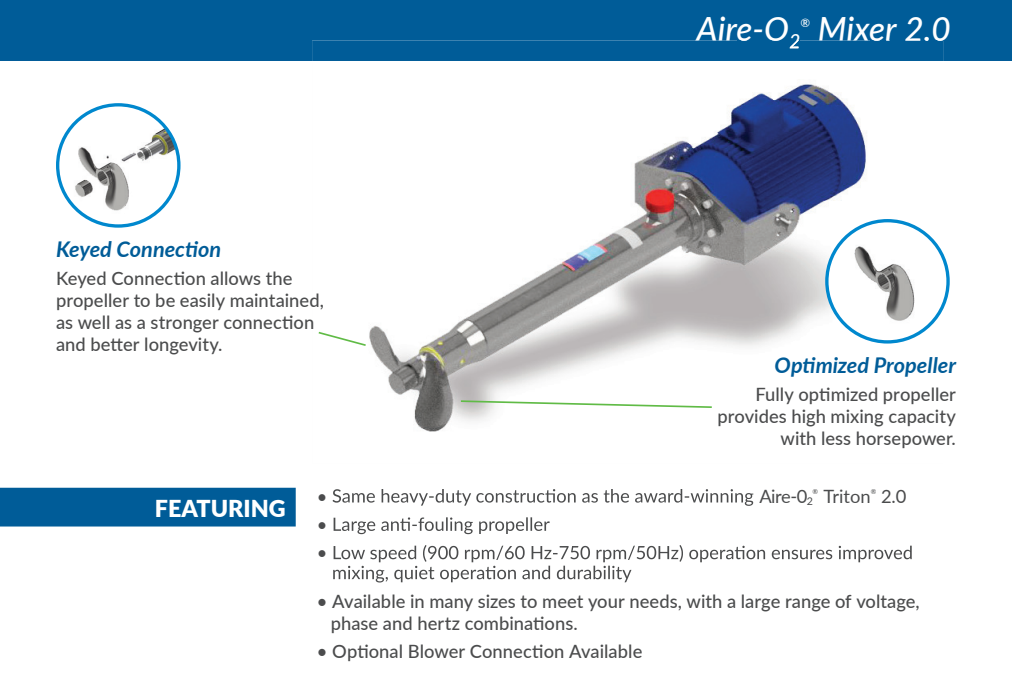 Aire-O₂® Mixer 2.0
Keyed Connection
Keyed Connection allows the
propeller to be easily maintained,
as well as a stronger connection
and better longevity.
Optimized Propeller
Fully optimized propeller
provides high mixing capacity
with less horsepower.
FEATURING
• Same heavy-duty construction as the award-winning Aire-0₂® Triton® 2.0
• Large anti-fouling propeller
• Low speed (900 rpm/60 Hz-750 rpm/50Hz) operation ensures improved
mixing, quiet operation and durability
• Available in many sizes to meet your needs, with a large range of voltage,
phase and hertz combinations.
• Optional Blower Connection Available